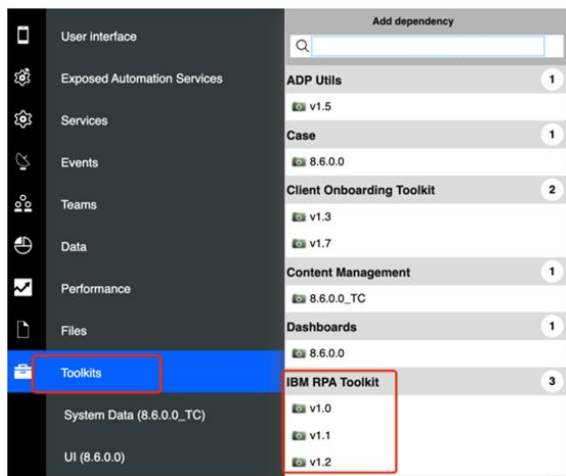 User interface
Exposed Automation Services
Services
Events
Teams
Data
Performance
Files
Toolkits
System Data (8.6.0.0_TC)
UI (8.6.0.0)
Add dependency
ADP Utils 1
v1.5
Case 1
8.6.0.0
Client Onboarding Toolkit 2
v1.3
v1.7
Content Management 1
8.6.0.0_TC
Dashboards 1
8.6.0.0
IBM RPA Toolkit 3
v1.0
v1.1
v1.2